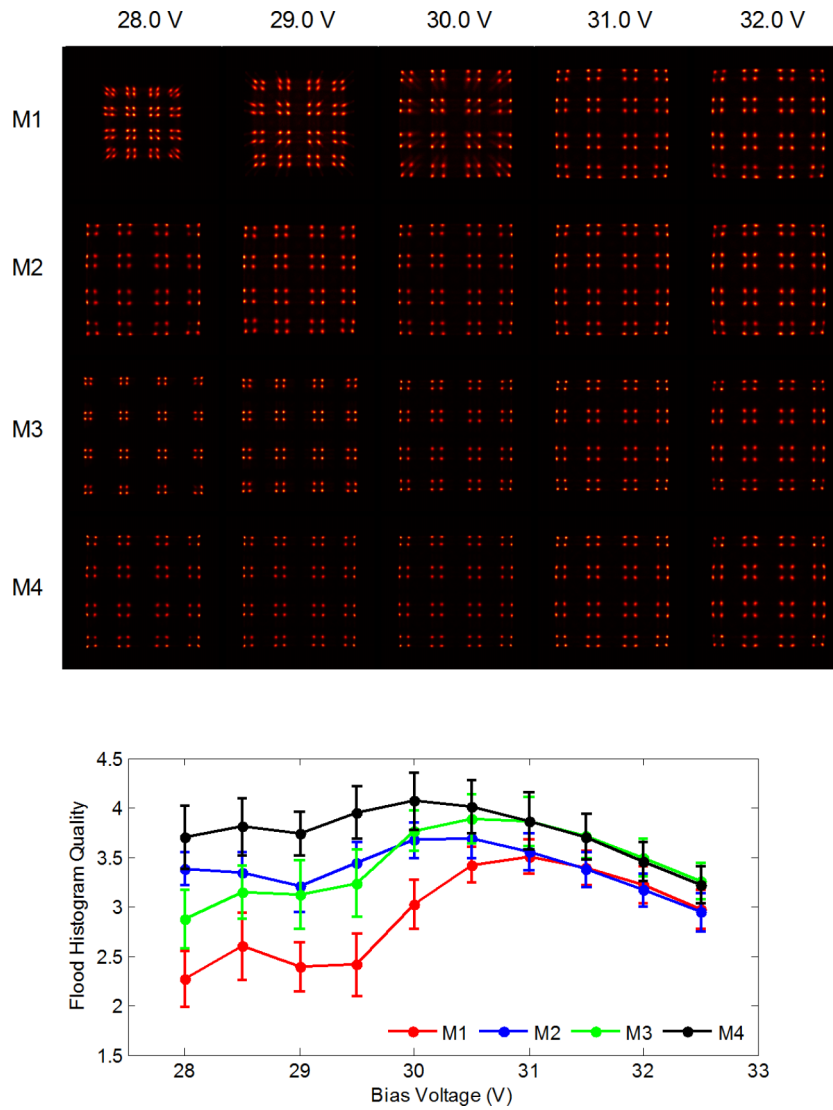 28.0 V 29.0 V 30.0 V 31.0 V 32.0 V
M1
M2
M3
M4
4.5
4
3.5
3
2.5
2
1.5
Flood Histogram Quality
M1 M2 M3 M4
28 29 30 31 32 33
Bias Voltage (V)